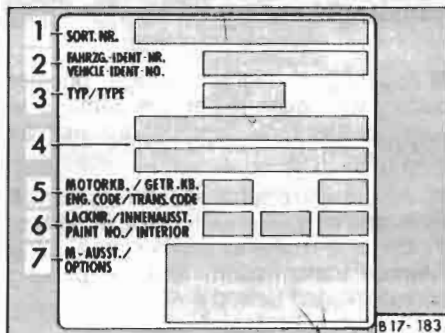 1 SORT. NR.
2 FAHRZG.-IDENT-NR.
VEHICLE-IDENT-NO.
3 TYP/TYPE
4
5 MOTORKB. / GETR.KB.
ENG. CODE/TRANS. CODE
6 LACKNR./INNENAUSST.
PAINT NO./ INTERIOR
7 M-AUSST./
OPTIONS
B17-183